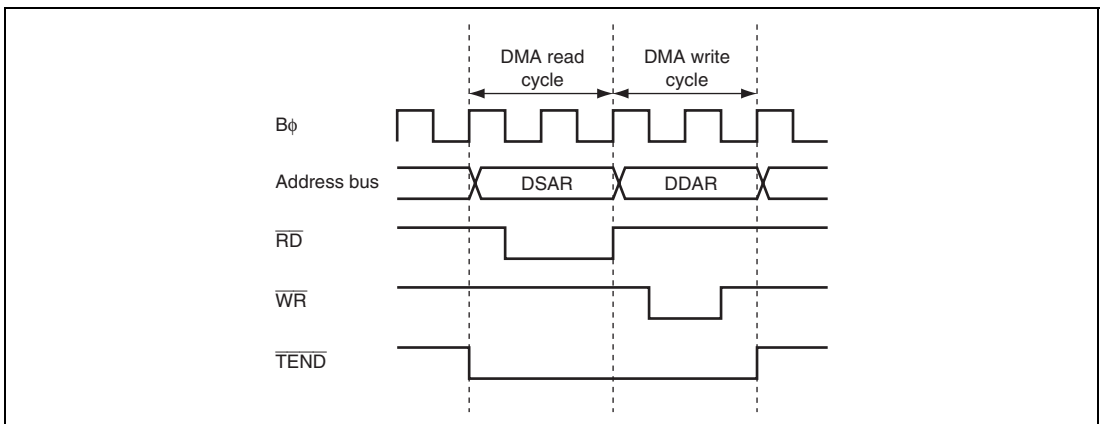 DMA read
cycle
DMA write
cycle
Bϕ
Address bus
DSAR
DDAR
RD
WR
TEND